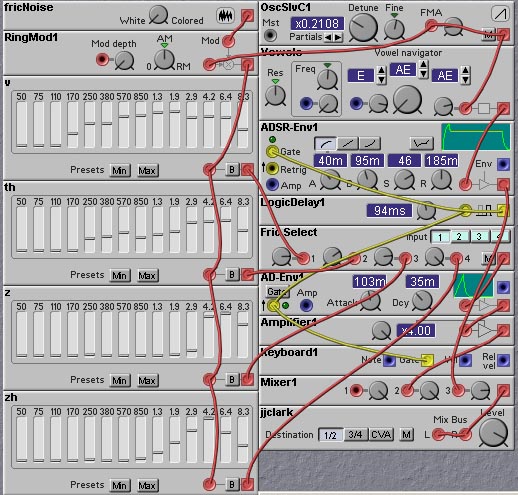 fricNoise
White Colored
RingMod1
Mod depth
AM
Mod
0 RM
v
50 75 110 170 250 380 570 850 1.3 1.9 2.9 4.2 6.4 8.3
Presets Min Max B
th
50 75 110 170 250 380 570 850 1.3 1.9 2.9 4.2 6.4 8.3
Presets Min Max B
z
50 75 110 170 250 380 570 850 1.3 1.9 2.9 4.2 6.4 8.3
Presets Min Max B
zh
50 75 110 170 250 380 570 850 1.3 1.9 2.9 4.2 6.4 8.3
Presets Min Max B
OscSlvC1
Detune Fine FMA
Mst x0.2108
Partials M
Vowels
Vowel navigator
Res Freq
E AE AE
ADSR-Env1
Gate
40m 95m 46 185m
Env
Retrig
Amp A D S R
LogicDelay1
94ms
Fric Select
Input 1 2 3 4
1 2 3 4 M
AD-Env1
Gate Amp
103m 35m
Attack Dcy
Amplifier1
x4.00
Keyboard1
Note Gate Vel Rel vel
Mixer1
1 2 3
jjclark
Level
Mix Bus
Destination 1/2 3/4 CVA M L R